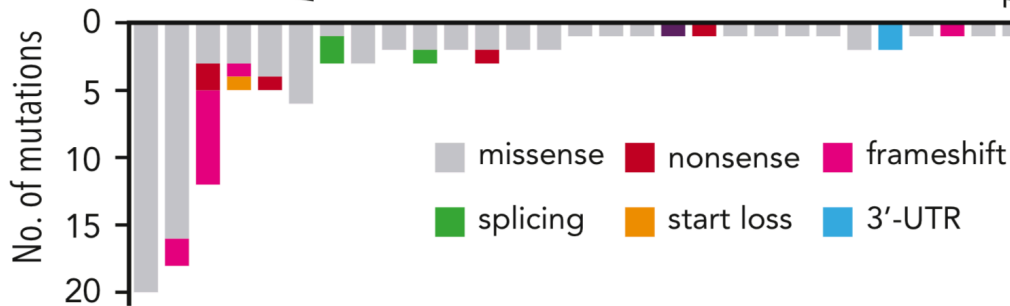 No. of mutations
0
5
10
15
20
missense nonsense frameshift
splicing start loss 3’-UTR